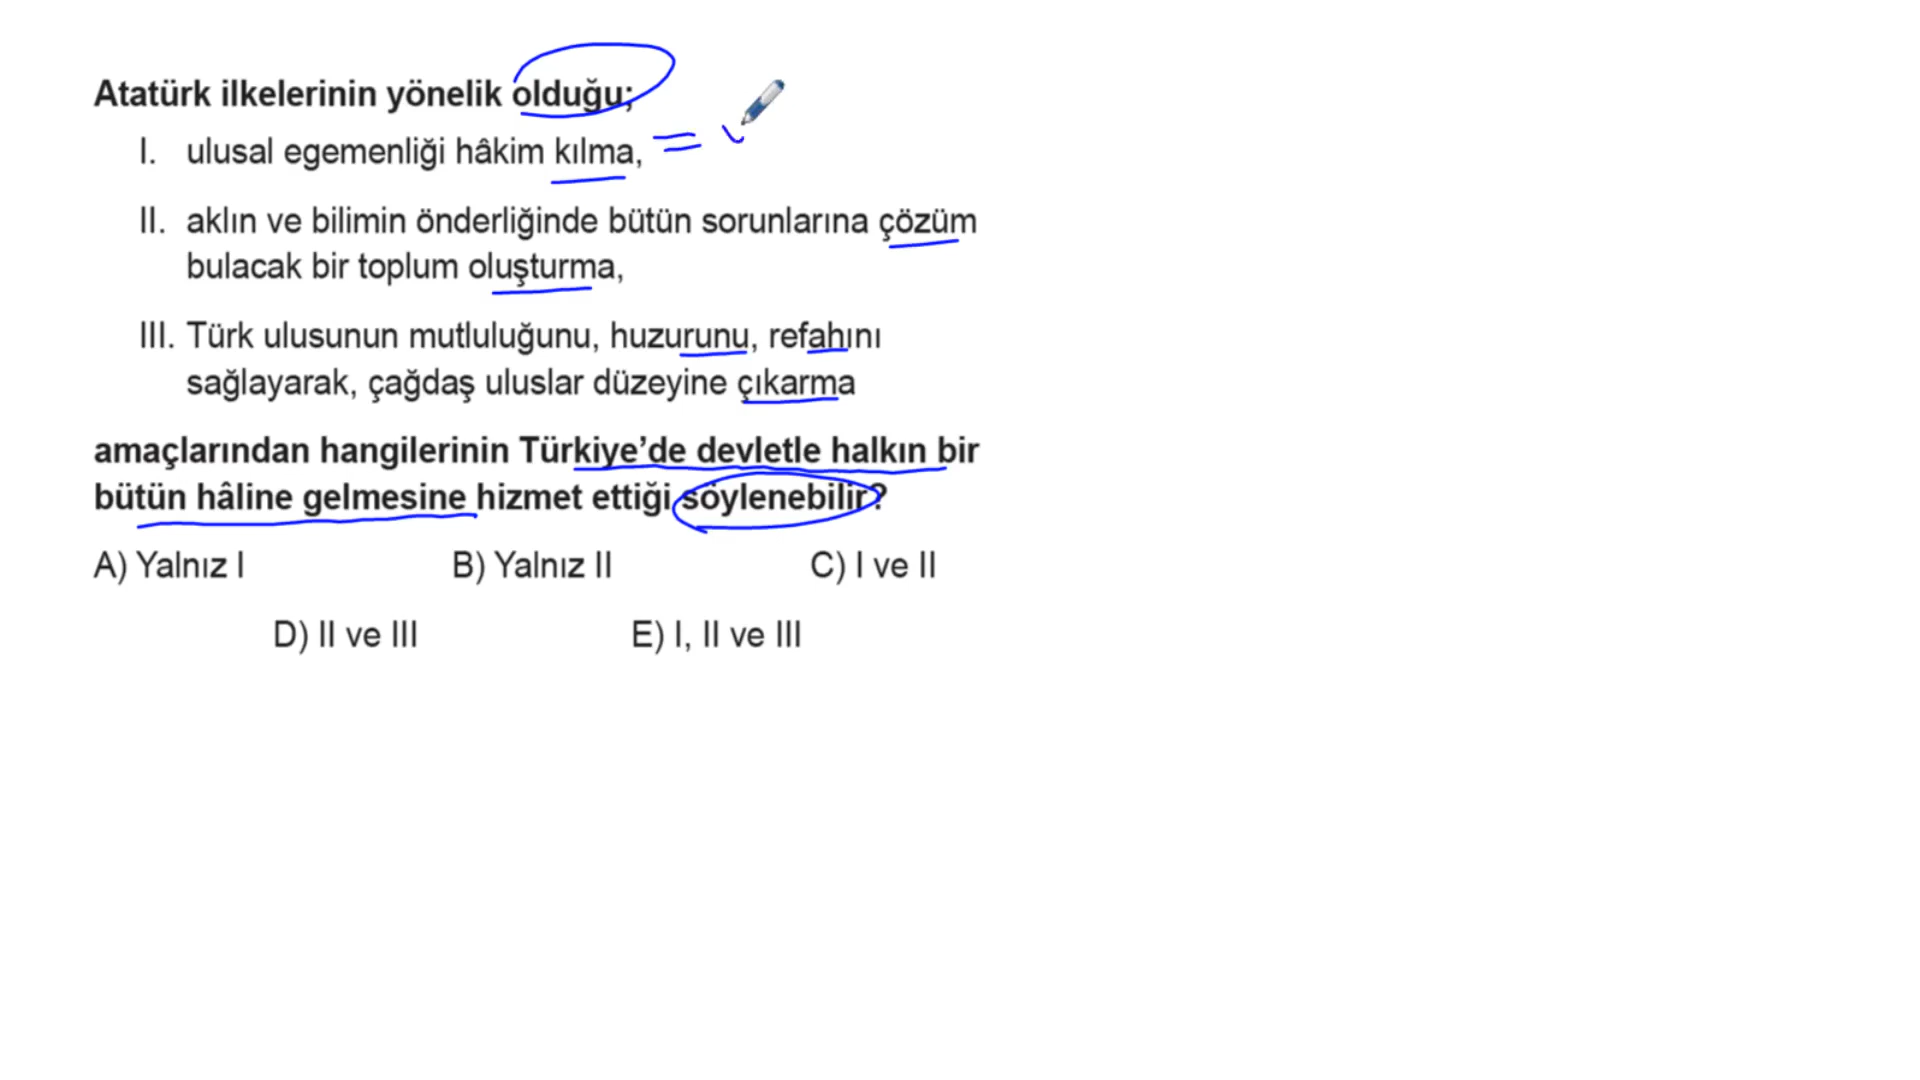 Atatürk ilkelerinin yönelik olduğu;
I. ulusal egemenliği hâkim kılma,
II. aklın ve bilimin önderliğinde bütün sorunlarına çözüm
bulacak bir toplum oluşturma,
III. Türk ulusunun mutluluğunu, huzurunu, refahını
sağlayarak, çağdaş uluslar düzeyine çıkarma
amaçlarından hangilerinin Türkiye’de devletle halkın bir
bütün hâline gelmesine hizmet ettiği söylenebilir?
A) Yalnız I B) Yalnız II C) I ve II
D) II ve III E) I, II ve III